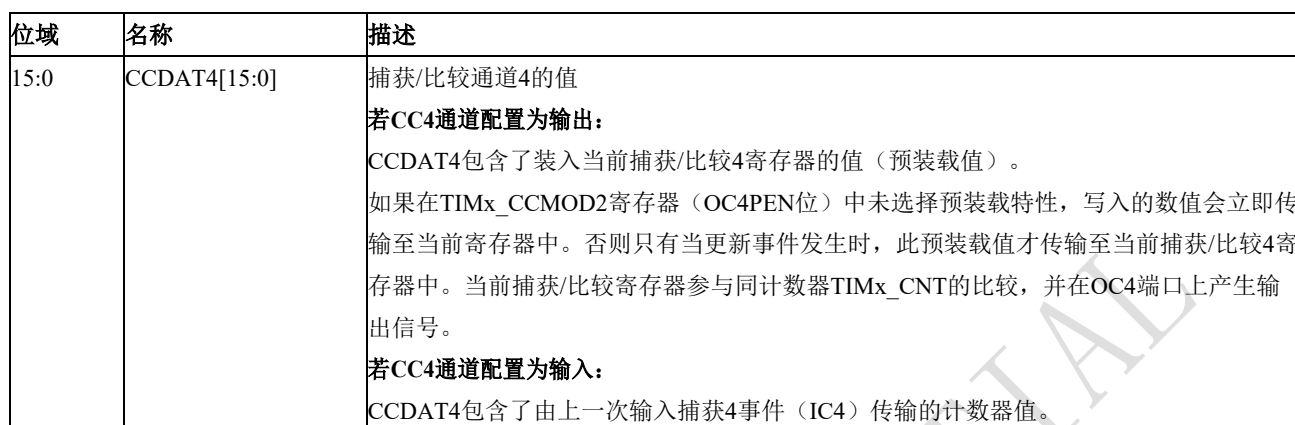 位域 名称 描述
15:0 CCDAT4[15:0] 捕获/比较通道4的值
若CC4通道配置为输出：
CCDAT4包含了装入当前捕获/比较4寄存器的值（预装载值）。
如果在TIMx_CCMOD2寄存器（OC4PEN位）中未选择预装载特性，写入的数值会立即传
输至当前寄存器中。否则只有当更新事件发生时，此预装载值才传输至当前捕获/比较4寄
存器中。当前捕获/比较寄存器参与同计数器TIMx_CNT的比较，并在OC4端口上产生输
出信号。
若CC4通道配置为输入：
CCDAT4包含了由上一次输入捕获4事件（IC4）传输的计数器值。